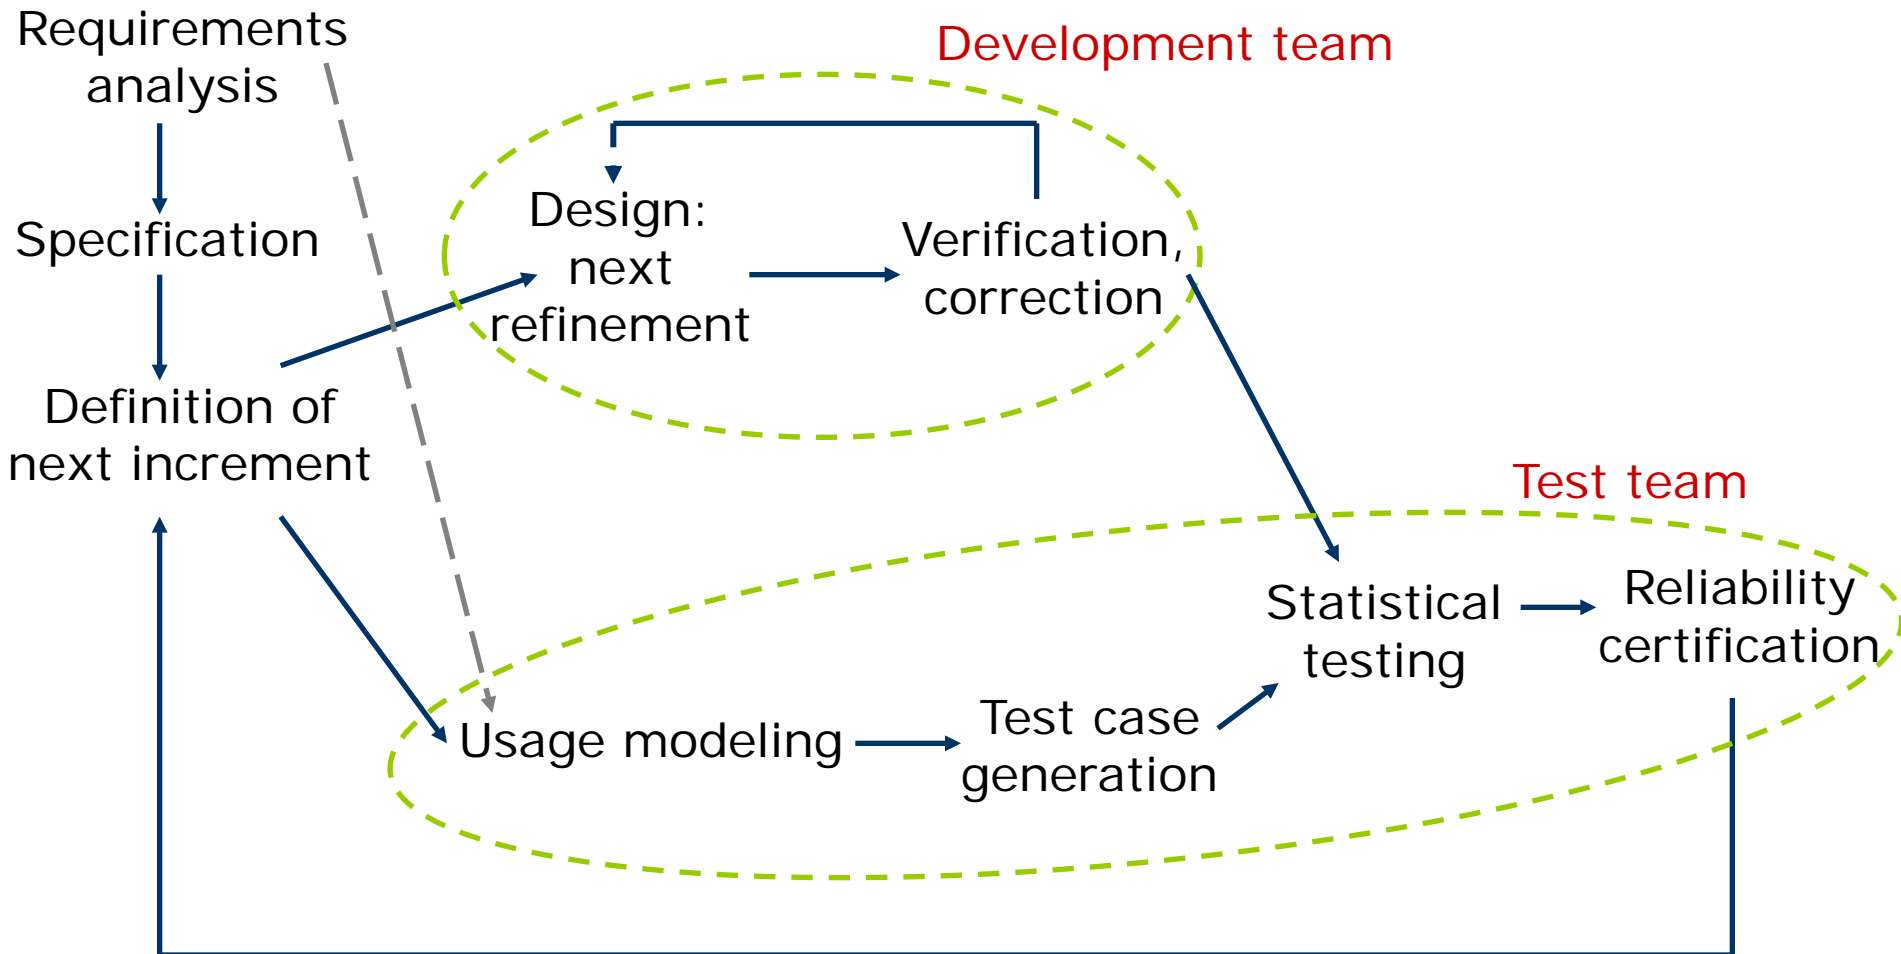 Requirements
analysis
Development team
Design:
next
refinement
Specification
Verification,
correction
Definition of
next increment
Test team
Statistical
testing
Reliability
certification
Usage modeling
Test case
generation